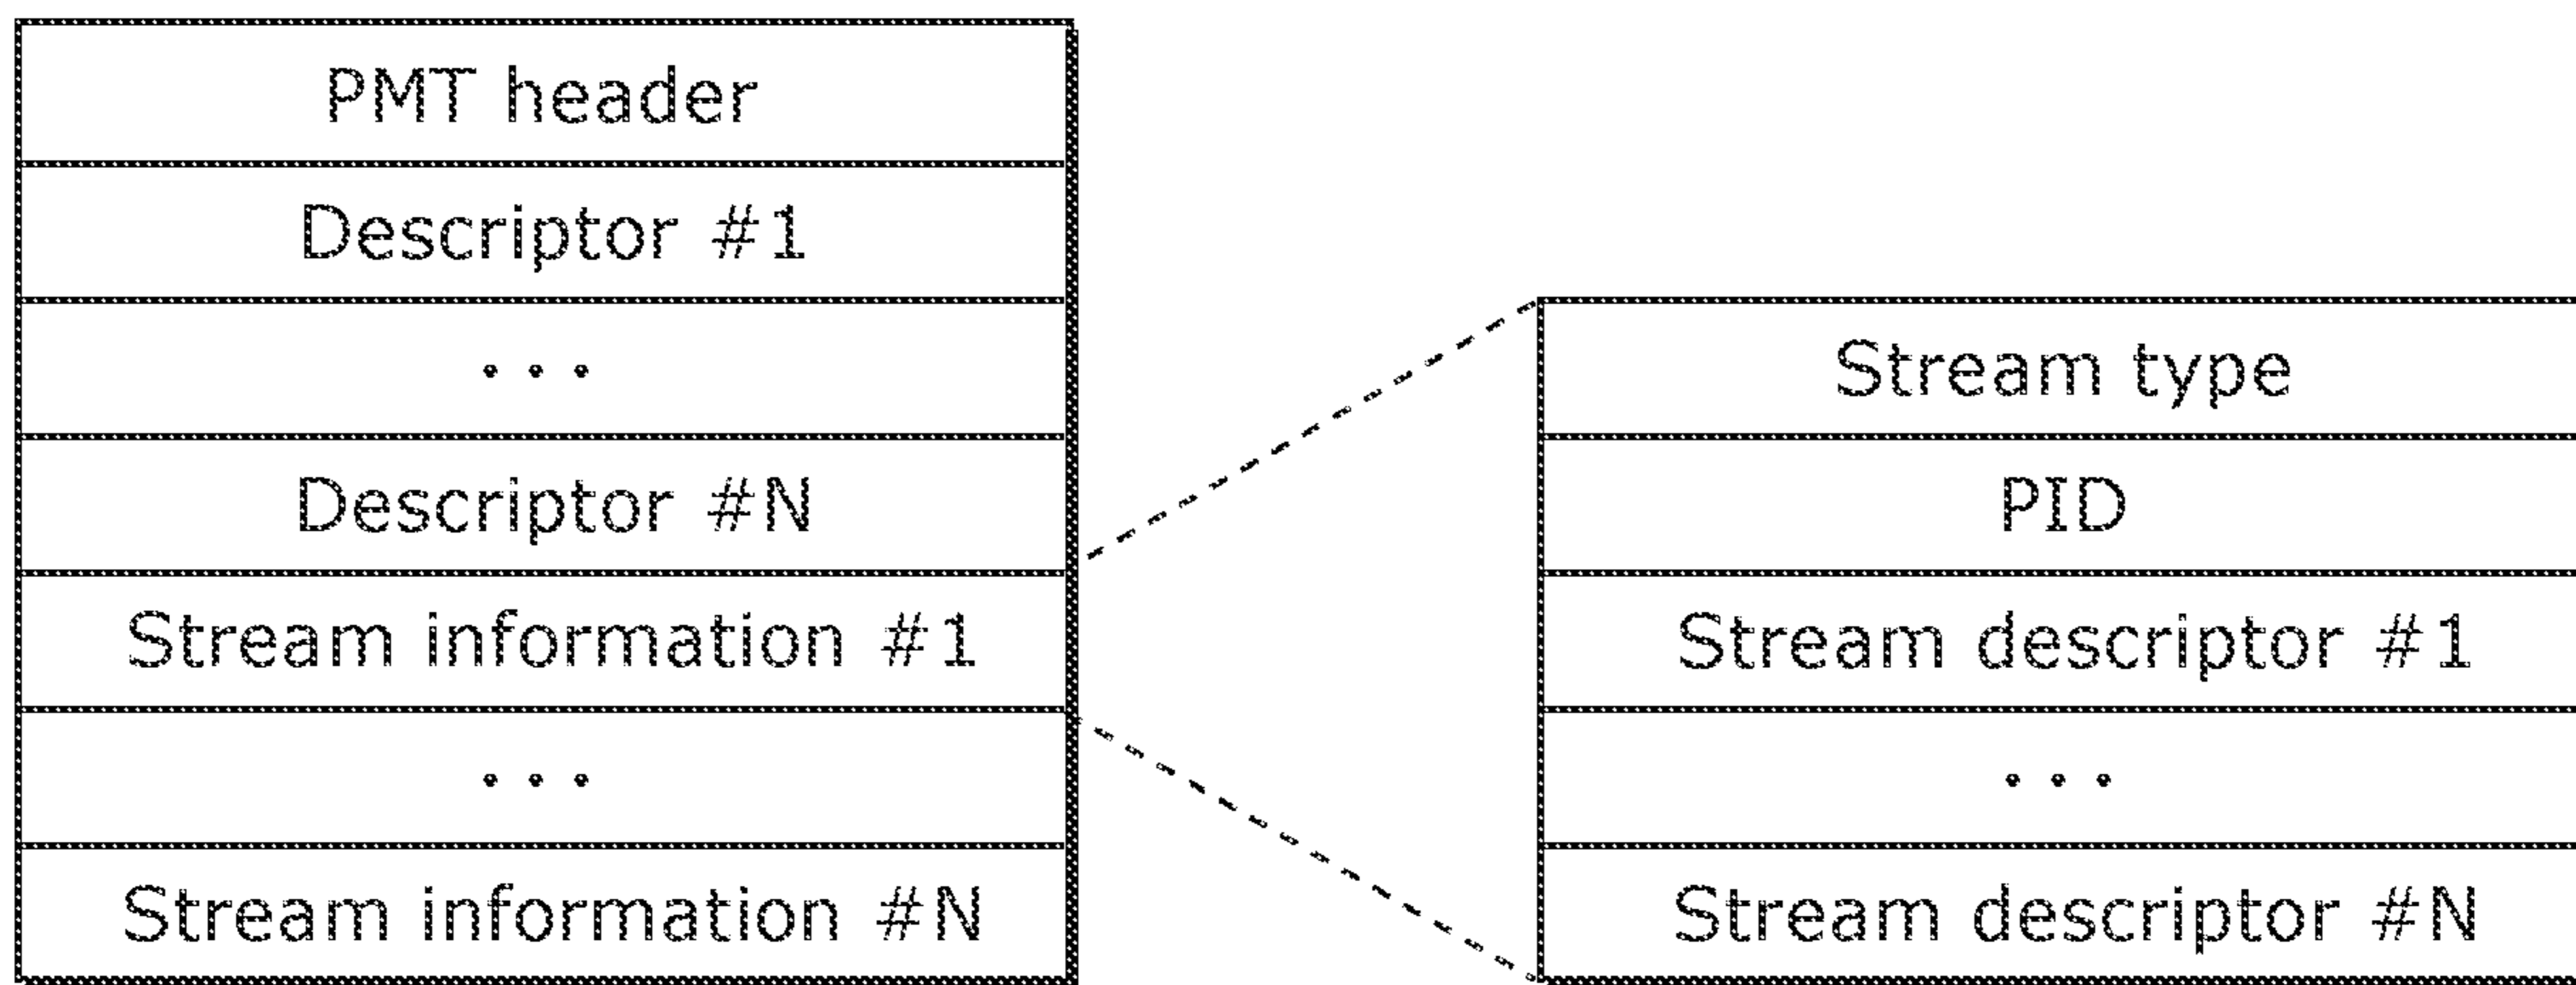 PMT header
Descriptor #1
...
Descriptor #N
Stream information #1
...
Stream information #N
Stream type
PID
Stream descriptor #1
...
Stream descriptor #N